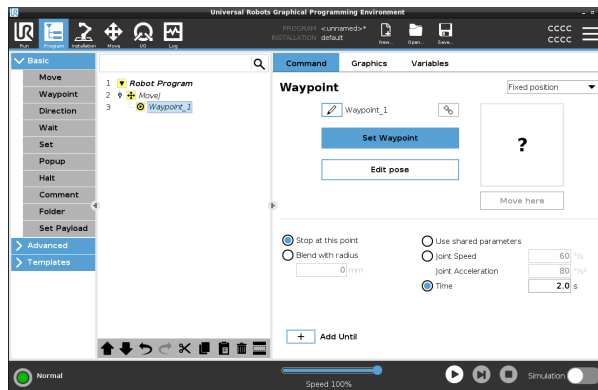 Universal Robots Graphical Programming Environment
UR
Run
Program
Installation
Move
I/O
Log
PROGRAM <unnamed>*
INSTALLATION default
New...
Open...
Save...
CCCC
CCCC
Basic
Move
Waypoint
Direction
Wait
Set
Popup
Halt
Comment
Folder
Set Payload
Advanced
Templates
1 Robot Program
2 MoveJ
3 Waypoint_1
Command Graphics Variables
Waypoint
Fixed position
Waypoint_1
Set Waypoint
Edit pose
?
Move here
Stop at this point
Blend with radius
0 mm
Use shared parameters
Joint Speed 60 °/s
Joint Acceleration 80 °/s²
Time 2.0 s
+ Add Until
Normal
Speed 100%
Simulation